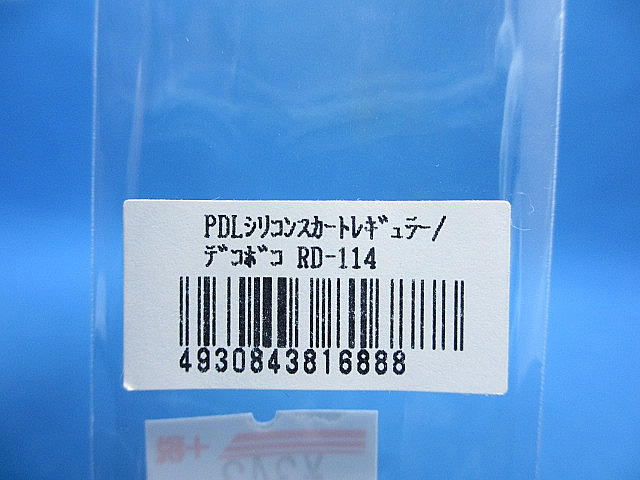 PDLｼﾘｺﾝｽｶｰﾄﾚｷﾞｭﾃｰ/
ﾃﾞｺﾎﾞｺ RD-114
4930843816888